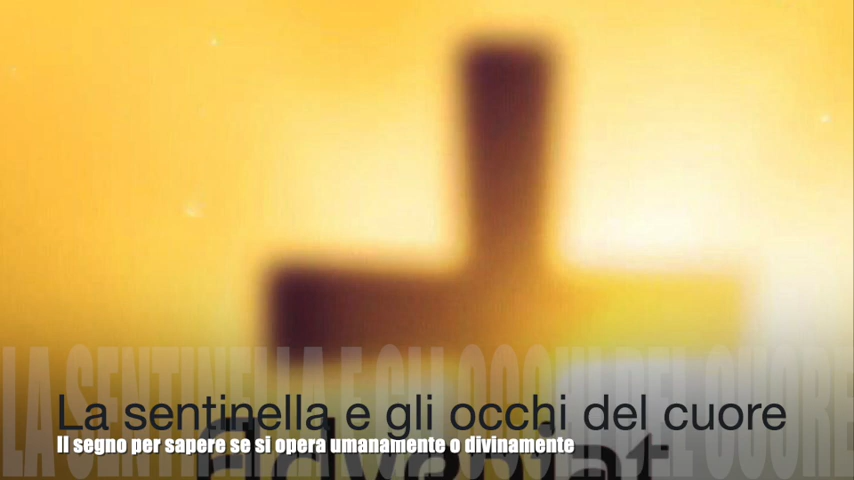 LA SENTINELLA E GLI OCCHI DEL CUORE
La sentinella e gli occhi del cuore
Il segno per sapere se si opera umanamente o divinamente